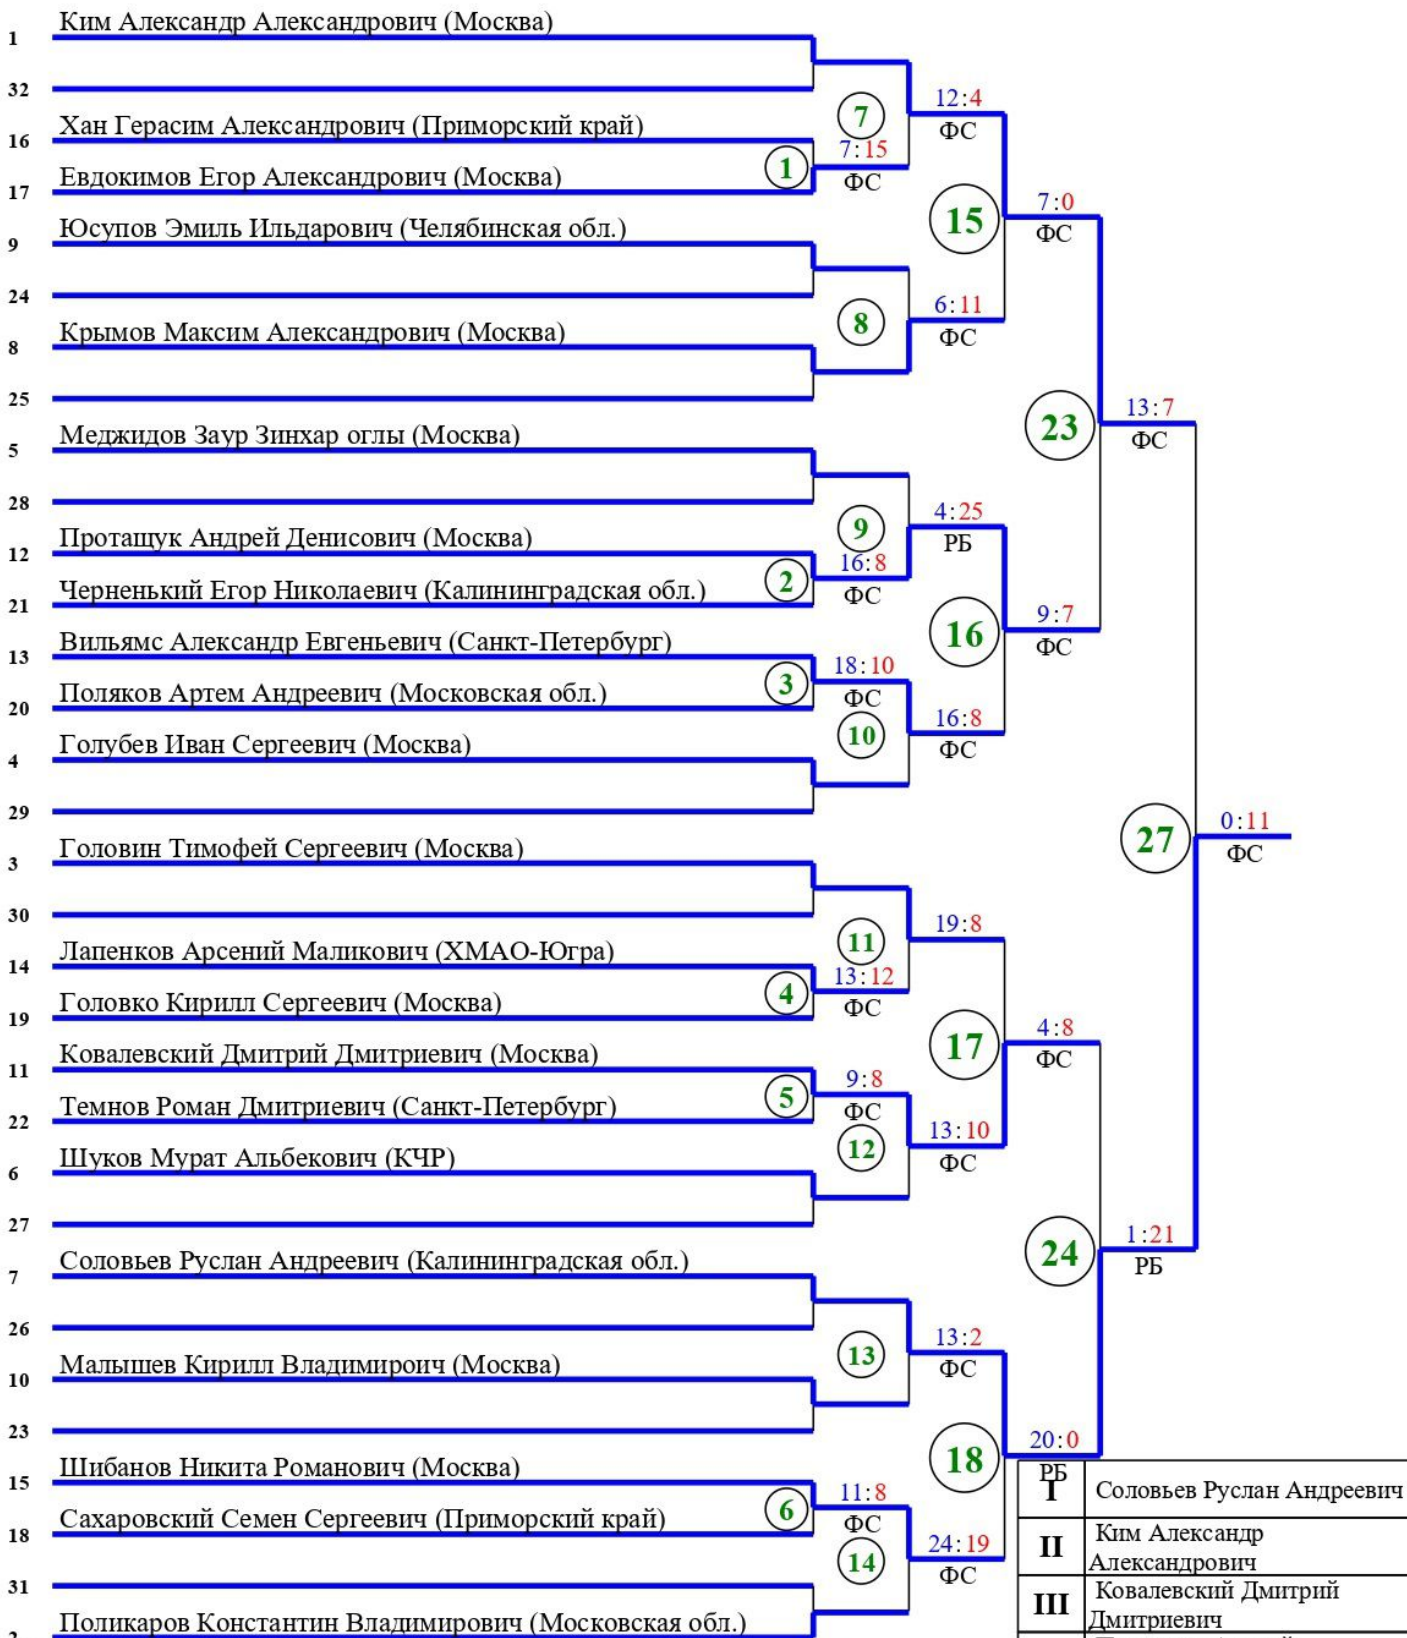 Ким Александр Александрович (Москва)
1
32
12:4
7
ФС
Хан Герасим Александрович (Приморский край)
16
7:15
1
ФС
Евдокимов Егор Александрович (Москва)
17
7:0
15
ФС
Юсупов Эмиль Ильдарович (Челябинская обл.)
9
24
6:11
8
ФС
Крымов Максим Александрович (Москва)
8
25
13:7
23
ФС
Меджидов Заур Зинхар оглы (Москва)
5
28
4:25
9
РБ
Протащук Андрей Денисович (Москва)
12
16:8
2
ФС
Черненький Егор Николаевич (Калининградская обл.)
21
9:7
16
ФС
Вильямс Александр Евгеньевич (Санкт-Петербург)
13
18:10
3
ФС
Поляков Артем Андреевич (Московская обл.)
20
16:8
10
ФС
Голубев Иван Сергеевич (Москва)
4
29
0:11
27
ФС
Головин Тимофей Сергеевич (Москва)
3
30
19:8
11
Лапенков Арсений Маликович (ХМАО-Югра)
14
13:12
4
ФС
Головко Кирилл Сергеевич (Москва)
19
4:8
17
ФС
Ковалевский Дмитрий Дмитриевич (Москва)
11
9:8
5
ФС
Темнов Роман Дмитриевич (Санкт-Петербург)
22
13:10
12
ФС
Шуков Мурат Альбекович (КЧР)
6
27
1:21
24
РБ
Соловьев Руслан Андреевич (Калининградская обл.)
7
26
13:2
13
ФС
Малышев Кирилл Владимироич (Москва)
10
23
20:0
18
РБ
Шибанов Никита Романович (Москва)
15
11:8
6
ФС
Сахаровский Семен Сергеевич (Приморский край)
18
24:19
14
ФС
31
Поликаров Константин Владимирович (Московская обл.)
I Соловьев Руслан Андреевич
II Ким Александр
Александрович
III Ковалевский Дмитрий
Дмитриевич